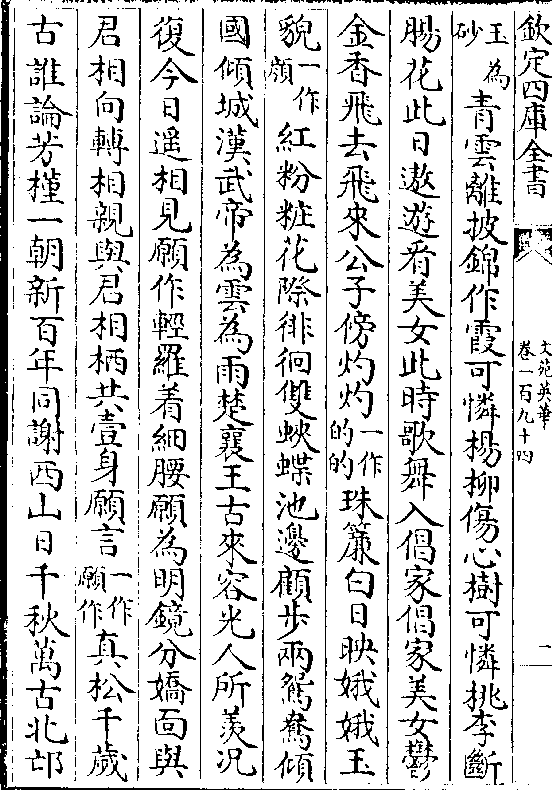 欽定四庫全書
文苑英華
卷一百九十四
二
玉為
砂
青雲離披錦作霞可憐楊柳傷心樹可憐桃李斷
腸花此日遨遊看美女此時歌舞入倡家倡家美女鬱
金香飛去飛來公子傍灼灼一作的的珠簾白日映娥娥玉
貌一作顔紅粉粧花際徘徊雙蛺蝶池邊顧步兩鴛鴦傾
國傾城漢武帝為雲為雨楚襄王古來容光人所羨況
復今日遥相見願作輕羅着細腰願為明鏡分嬌靣與
君相向轉相親與君相栖共壹身願言一作願作真松千歲
古誰論芳槿一朝新百年同謝西山日千秋萬古北邙